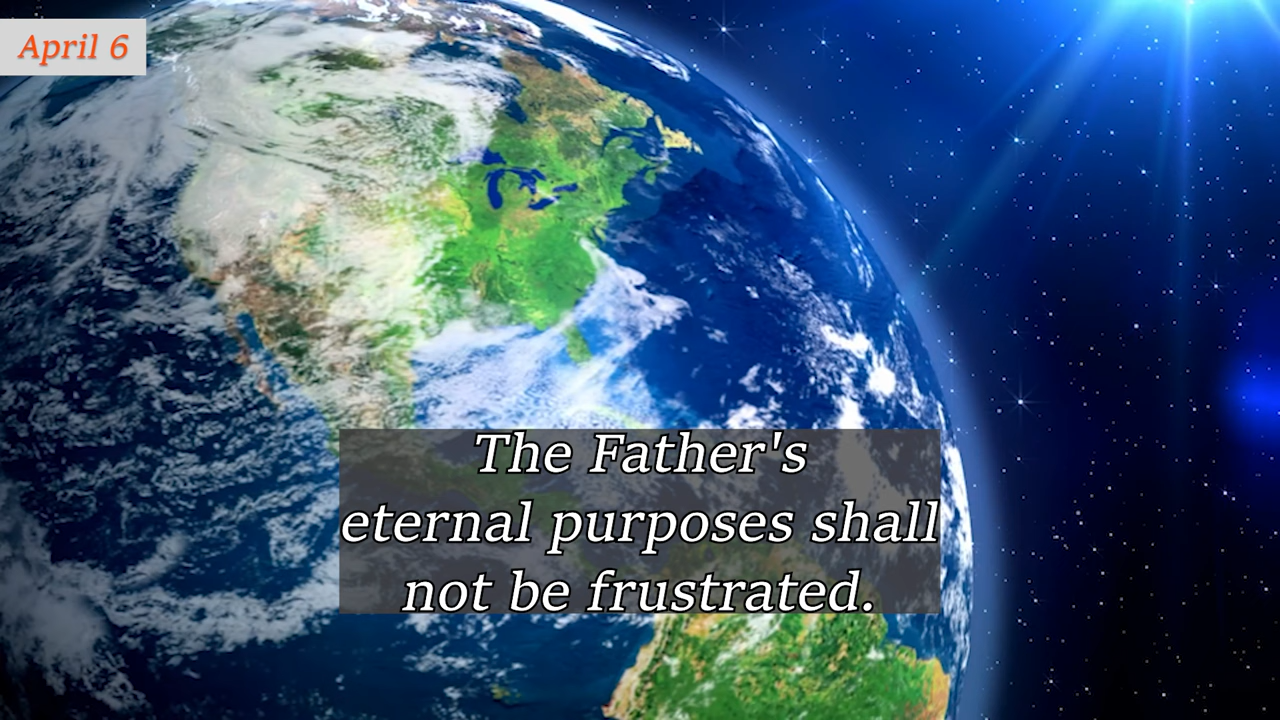 April 6
The Father's
eternal purposes shall
not be frustrated.